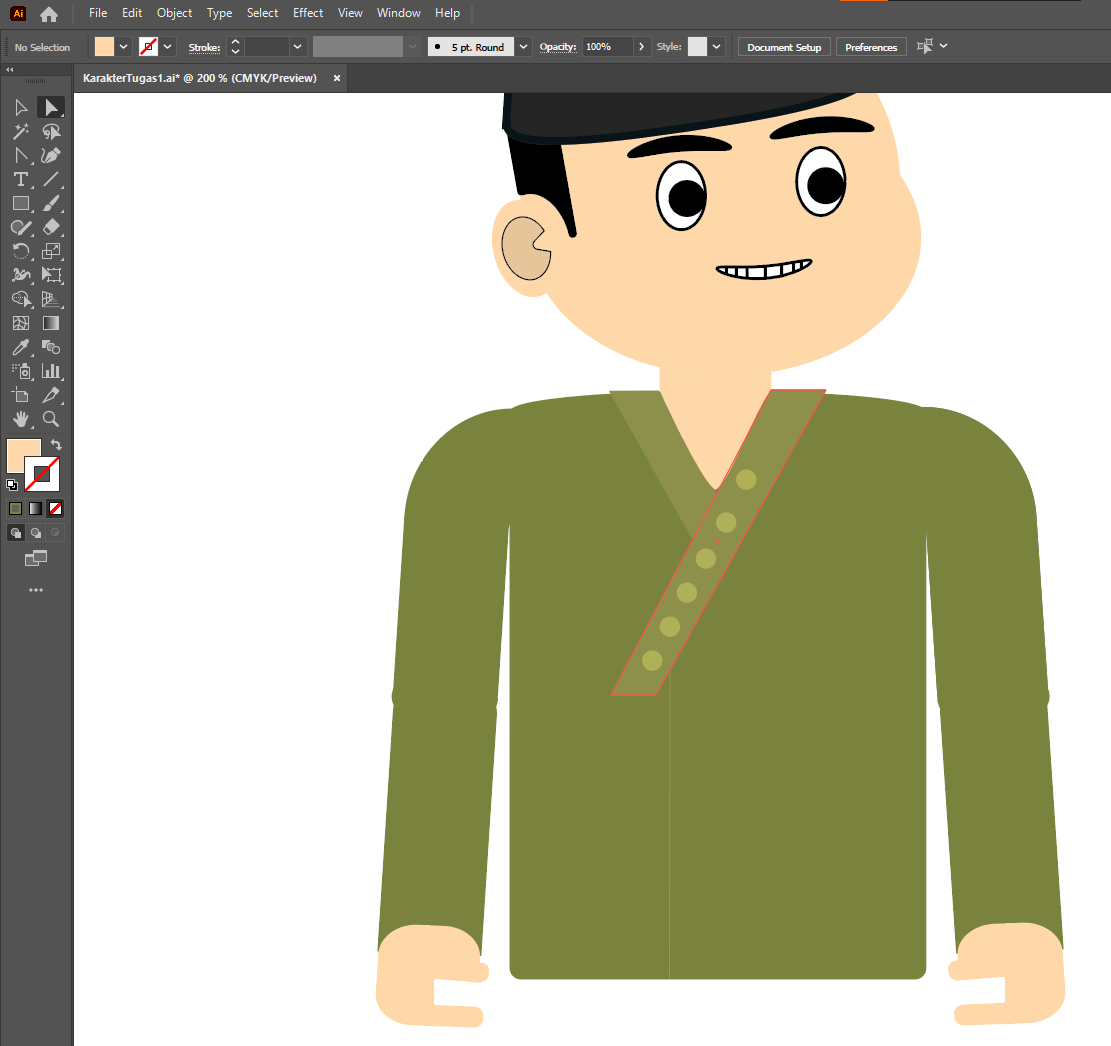 Ai File Edit Object Type Select Effect View Window Help
No Selection Stroke: 5 pt. Round Opacity: 100% Style: Document Setup Preferences
KarakterTugas1.ai* @ 200 % (CMYK/Preview) ×